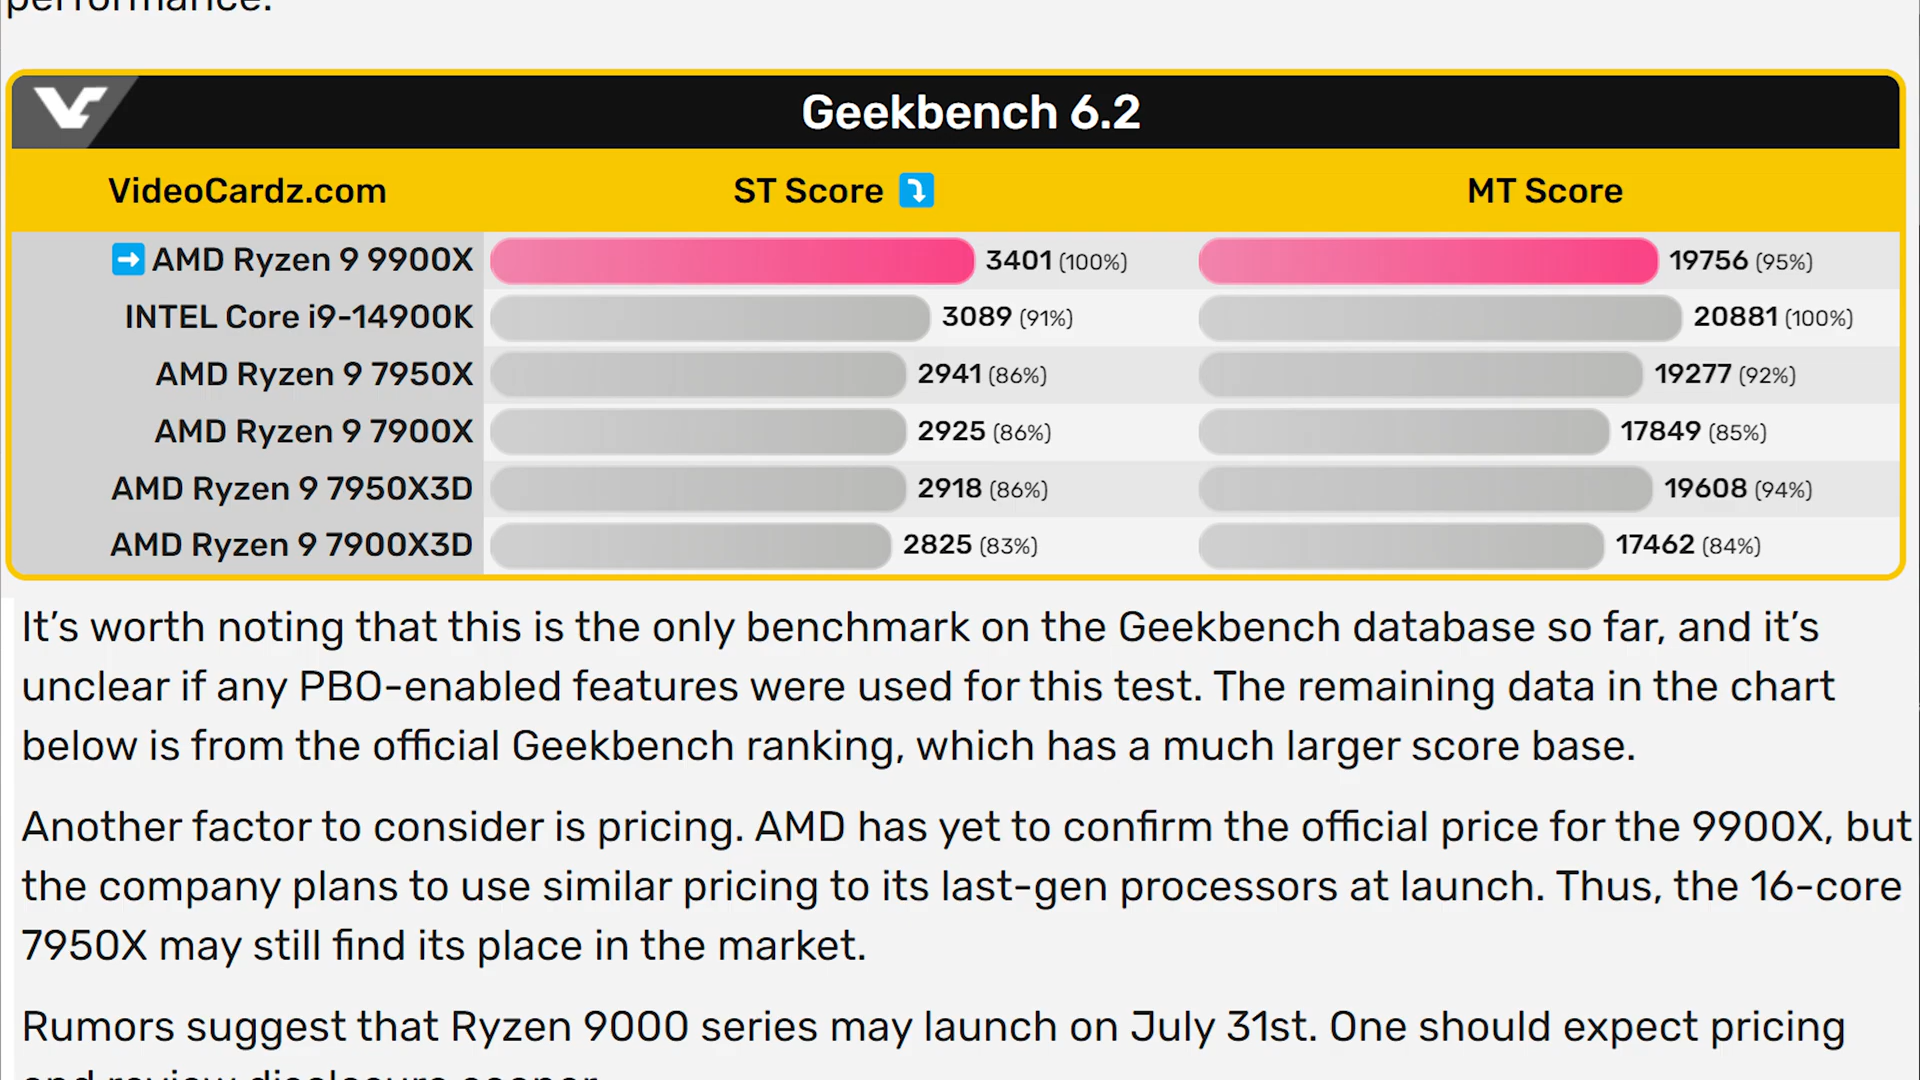 performance.
Geekbench 6.2
VideoCardz.com ST Score MT Score
AMD Ryzen 9 9900X 3401 (100%) 19756 (95%)
INTEL Core i9-14900K 3089 (91%) 20881 (100%)
AMD Ryzen 9 7950X 2941 (86%) 19277 (92%)
AMD Ryzen 9 7900X 2925 (86%) 17849 (85%)
AMD Ryzen 9 7950X3D 2918 (86%) 19608 (94%)
AMD Ryzen 9 7900X3D 2825 (83%) 17462 (84%)
It’s worth noting that this is the only benchmark on the Geekbench database so far, and it’s
unclear if any PBO-enabled features were used for this test. The remaining data in the chart
below is from the official Geekbench ranking, which has a much larger score base.
Another factor to consider is pricing. AMD has yet to confirm the official price for the 9900X, but
the company plans to use similar pricing to its last-gen processors at launch. Thus, the 16-core
7950X may still find its place in the market.
Rumors suggest that Ryzen 9000 series may launch on July 31st. One should expect pricing
and review disclosure sooner.